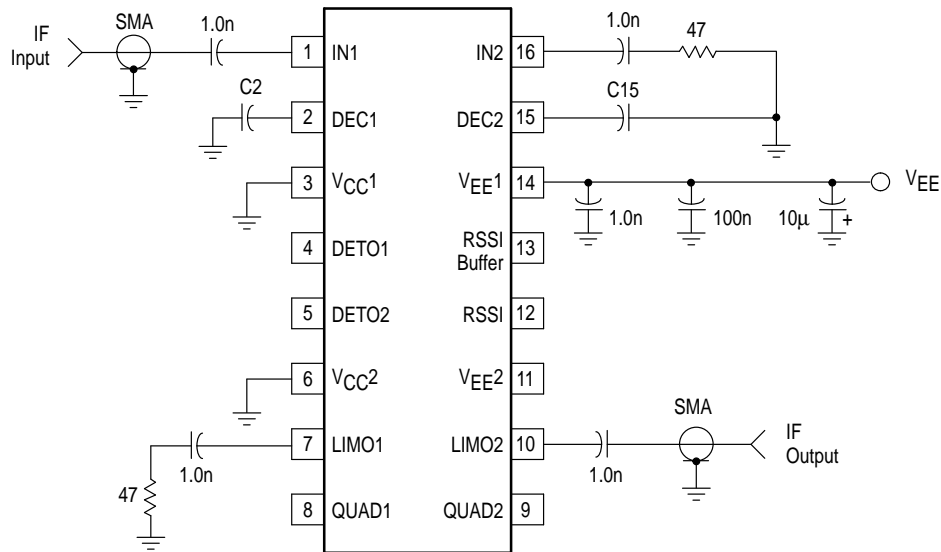 IF
Input
SMA
1.0n
1
IN1
IN2
16
1.0n
47
C2
2
DEC1
DEC2
15
C15
3
VCC1
VEE1
14
VEE
1.0n
100n
10µ
+
4
DETO1
RSSI
Buffer
13
5
DETO2
RSSI
12
6
VCC2
VEE2
11
SMA
7
LIMO1
LIMO2
10
IF
Output
1.0n
1.0n
47
8
QUAD1
QUAD2
9